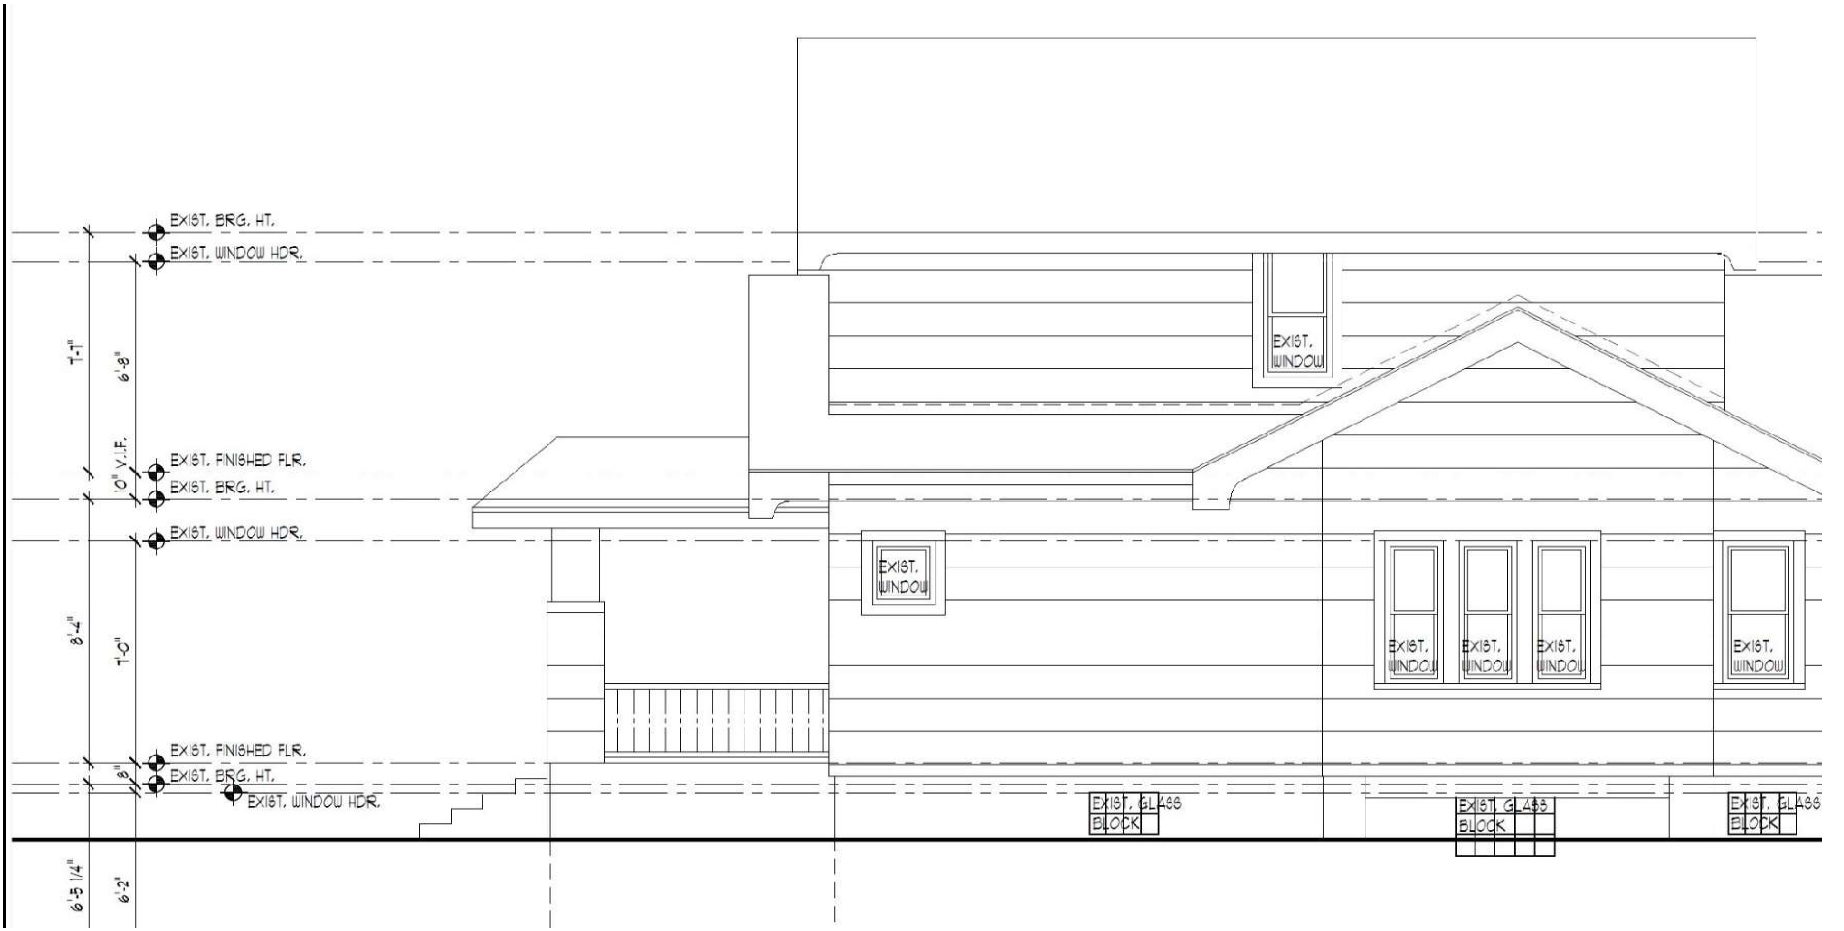 EXIST. BRG. HT.
EXIST. WINDOW HDR.
7'-7"
6'-8"
EXIST.
WINDOW
10" V.I.F.
EXIST. FINISHED FLR.
EXIST. BRG. HT.
EXIST. WINDOW HDR.
EXIST.
WINDOW
8'-4"
7'-0"
EXIST.
WINDOW
EXIST.
WINDOW
EXIST.
WINDOW
EXIST.
WINDOW
EXIST. FINISHED FLR.
8"
EXIST. BRG. HT.
EXIST. WINDOW HDR.
EXIST. GLASS
BLOCK
EXIST. GLASS
BLOCK
EXIST. GLASS
BLOCK
6'-5 1/4"
6'-2"